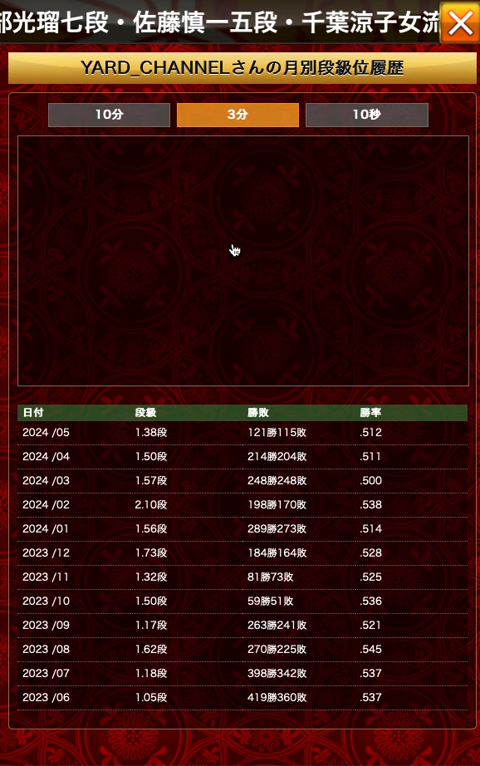 部光瑠七段・佐藤慎一五段・千葉涼子女流
YARD_CHANNELさんの月別段級位履歴
10分 3分 10秒
日付 段級 勝敗 勝率
2024 /05 1.38段 121勝115敗 .512
2024 /04 1.50段 214勝204敗 .511
2024 /03 1.57段 248勝248敗 .500
2024 /02 2.10段 198勝170敗 .538
2024 /01 1.56段 289勝273敗 .514
2023 /12 1.73段 184勝164敗 .528
2023 /11 1.32段 81勝73敗 .525
2023 /10 1.50段 59勝51敗 .536
2023 /09 1.17段 263勝241敗 .521
2023 /08 1.62段 270勝225敗 .545
2023 /07 1.18段 398勝342敗 .537
2023 /06 1.05段 419勝360敗 .537